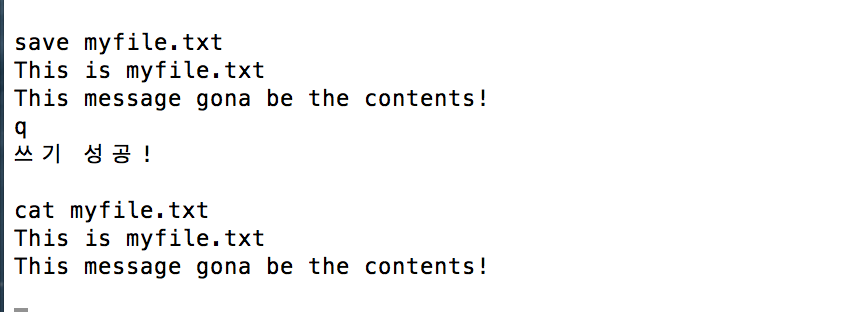 save myfile.txt
This is myfile.txt
This message gona be the contents!
q
쓰기 성공!
cat myfile.txt
This is myfile.txt
This message gona be the contents!